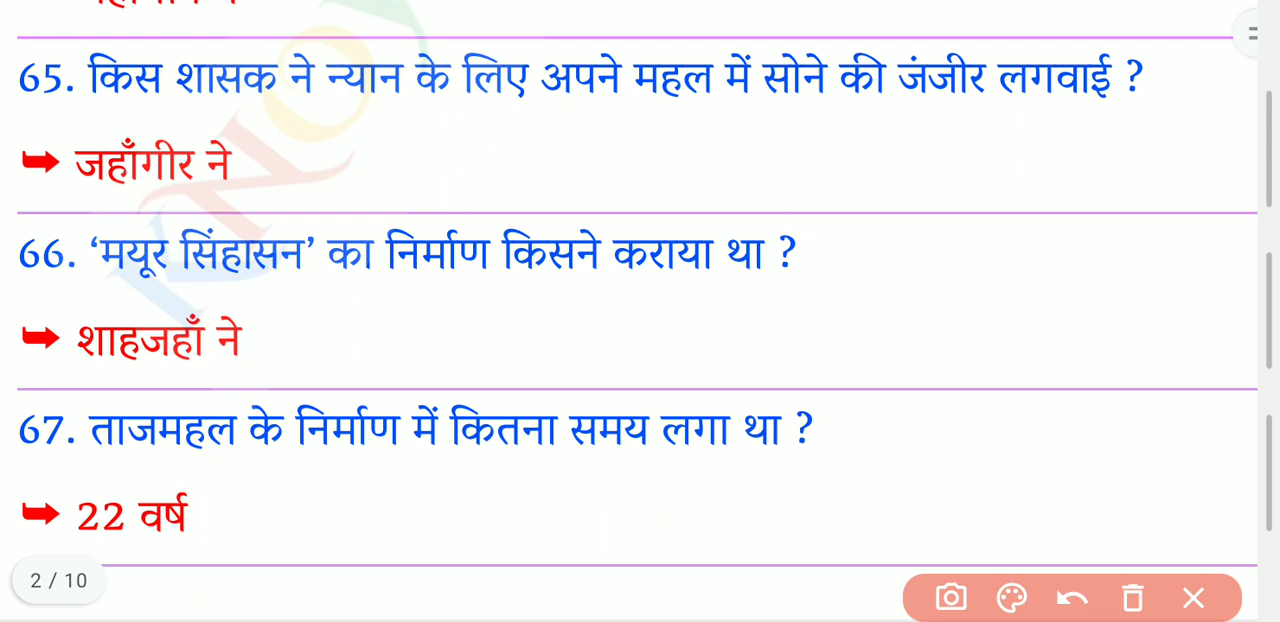 65. किस शासक ने न्यान के लिए अपने महल में सोने की जंजीर लगवाई ?
➥ जहाँगीर ने
66. ‘मयूर सिंहासन’ का निर्माण किसने कराया था ?
➥ शाहजहाँ ने
67. ताजमहल के निर्माण में कितना समय लगा था ?
➥ 22 वर्ष
2 / 10